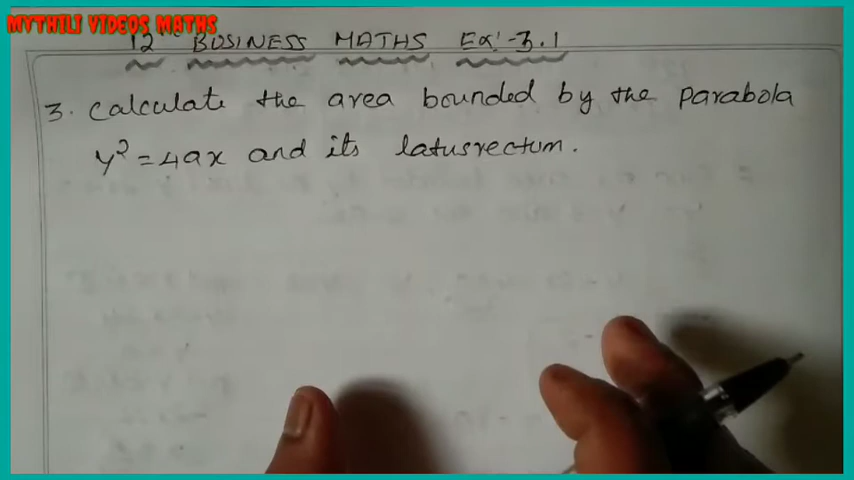 MYTHILI VIDEOS MATHS
12th BUSINESS MATHS Ex:-3.1
3. Calculate the area bounded by the parabola
y² = 4ax and its latusrectum.